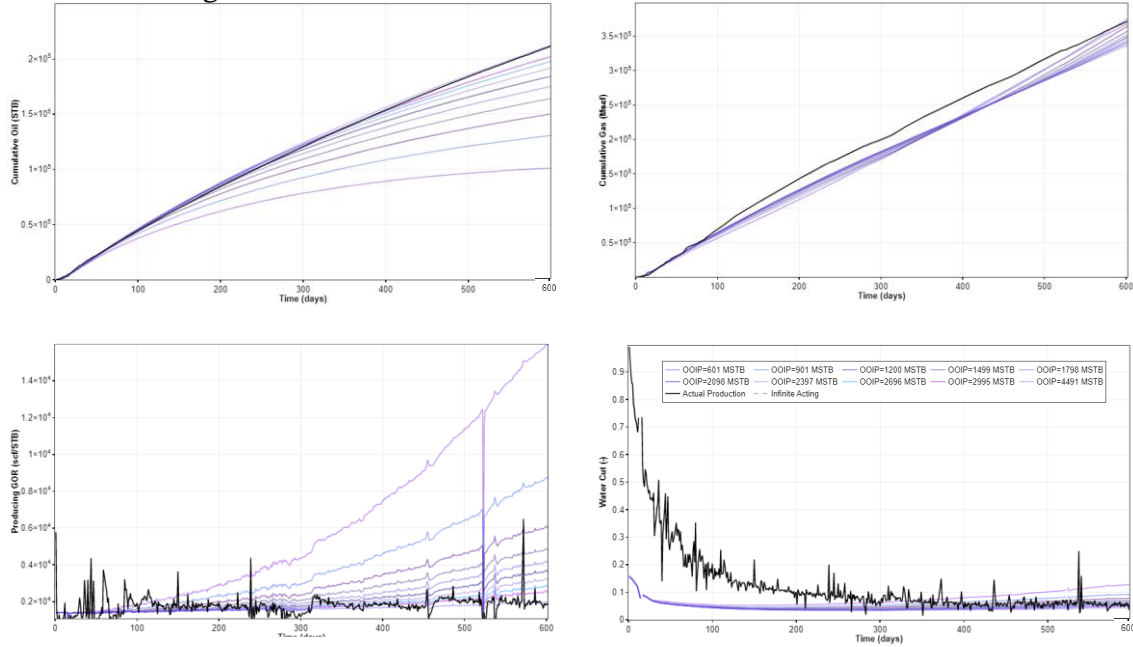 2×10⁵
1.5×10⁵
1×10⁵
0.5×10⁵
0
Cumulative Oil (STB)
0 100 200 300 400 500 600
Time (days)
3.5×10⁵
3×10⁵
2.5×10⁵
2×10⁵
1.5×10⁵
1×10⁵
0.5×10⁵
Cumulative Gas (Mscf)
0 100 200 300 400 500 600
Time (days)
1.4×10⁴
1.2×10⁴
1×10⁴
0.8×10⁴
0.6×10⁴
0.4×10⁴
0.2×10⁴
Producing GOR (scf/STB)
0 100 200 300 400 500 600
Time (days)
0.9
0.8
0.7
0.6
0.5
0.4
0.3
0.2
0.1
0
Water Cut (-)
OOIP=601 MSTB OOIP=901 MSTB OOIP=1200 MSTB OOIP=1499 MSTB OOIP=1798 MSTB
OOIP=2098 MSTB OOIP=2397 MSTB OOIP=2696 MSTB OOIP=2995 MSTB OOIP=4491 MSTB
Actual Production Infinite Acting
0 100 200 300 400 500 600
Time (days)